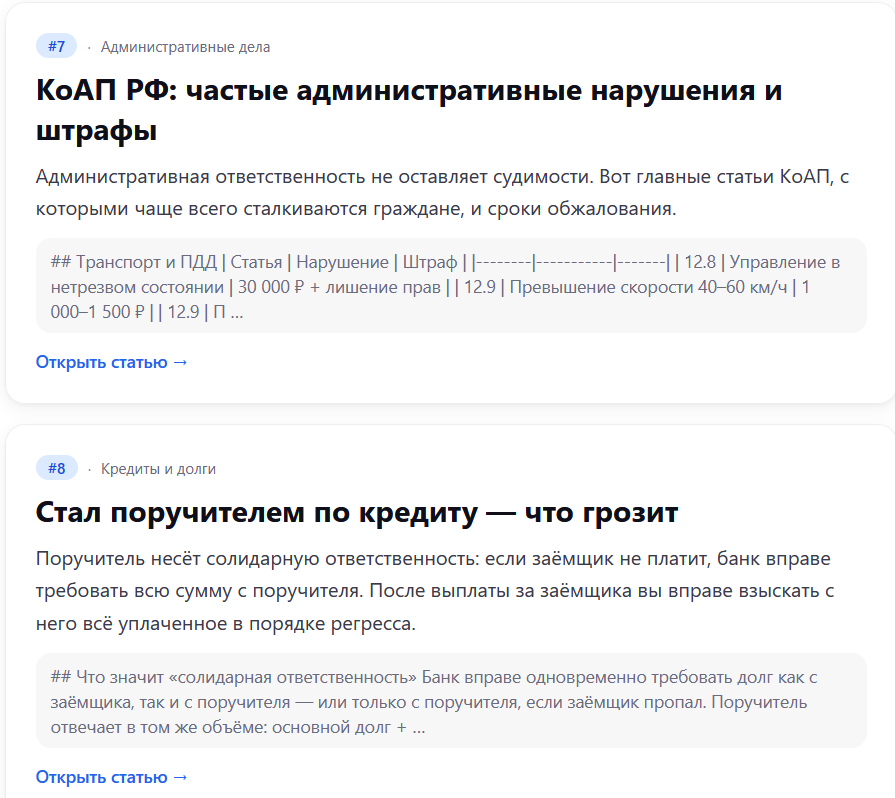 #7 · Административные дела
КоАП РФ: частые административные нарушения и
штрафы
Административная ответственность не оставляет судимости. Вот главные статьи КоАП, с
которыми чаще всего сталкиваются граждане, и сроки обжалования.
## Транспорт и ПДД | Статья | Нарушение | Штраф | |--------|-----------|-------| | 12.8 | Управление в
нетрезвом состоянии | 30 000 ₽ + лишение прав | | 12.9 | Превышение скорости 40–60 км/ч | 1
000–1 500 ₽ | | 12.9 | П ...
Открыть статью →
#8 · Кредиты и долги
Стал поручителем по кредиту — что грозит
Поручитель несёт солидарную ответственность: если заёмщик не платит, банк вправе
требовать всю сумму с поручителя. После выплаты за заёмщика вы вправе взыскать с
него всё уплаченное в порядке регресса.
## Что значит «солидарная ответственность» Банк вправе одновременно требовать долг как с
заёмщика, так и с поручителя — или только с поручителя, если заёмщик пропал. Поручитель
отвечает в том же объёме: основной долг + ...
Открыть статью →